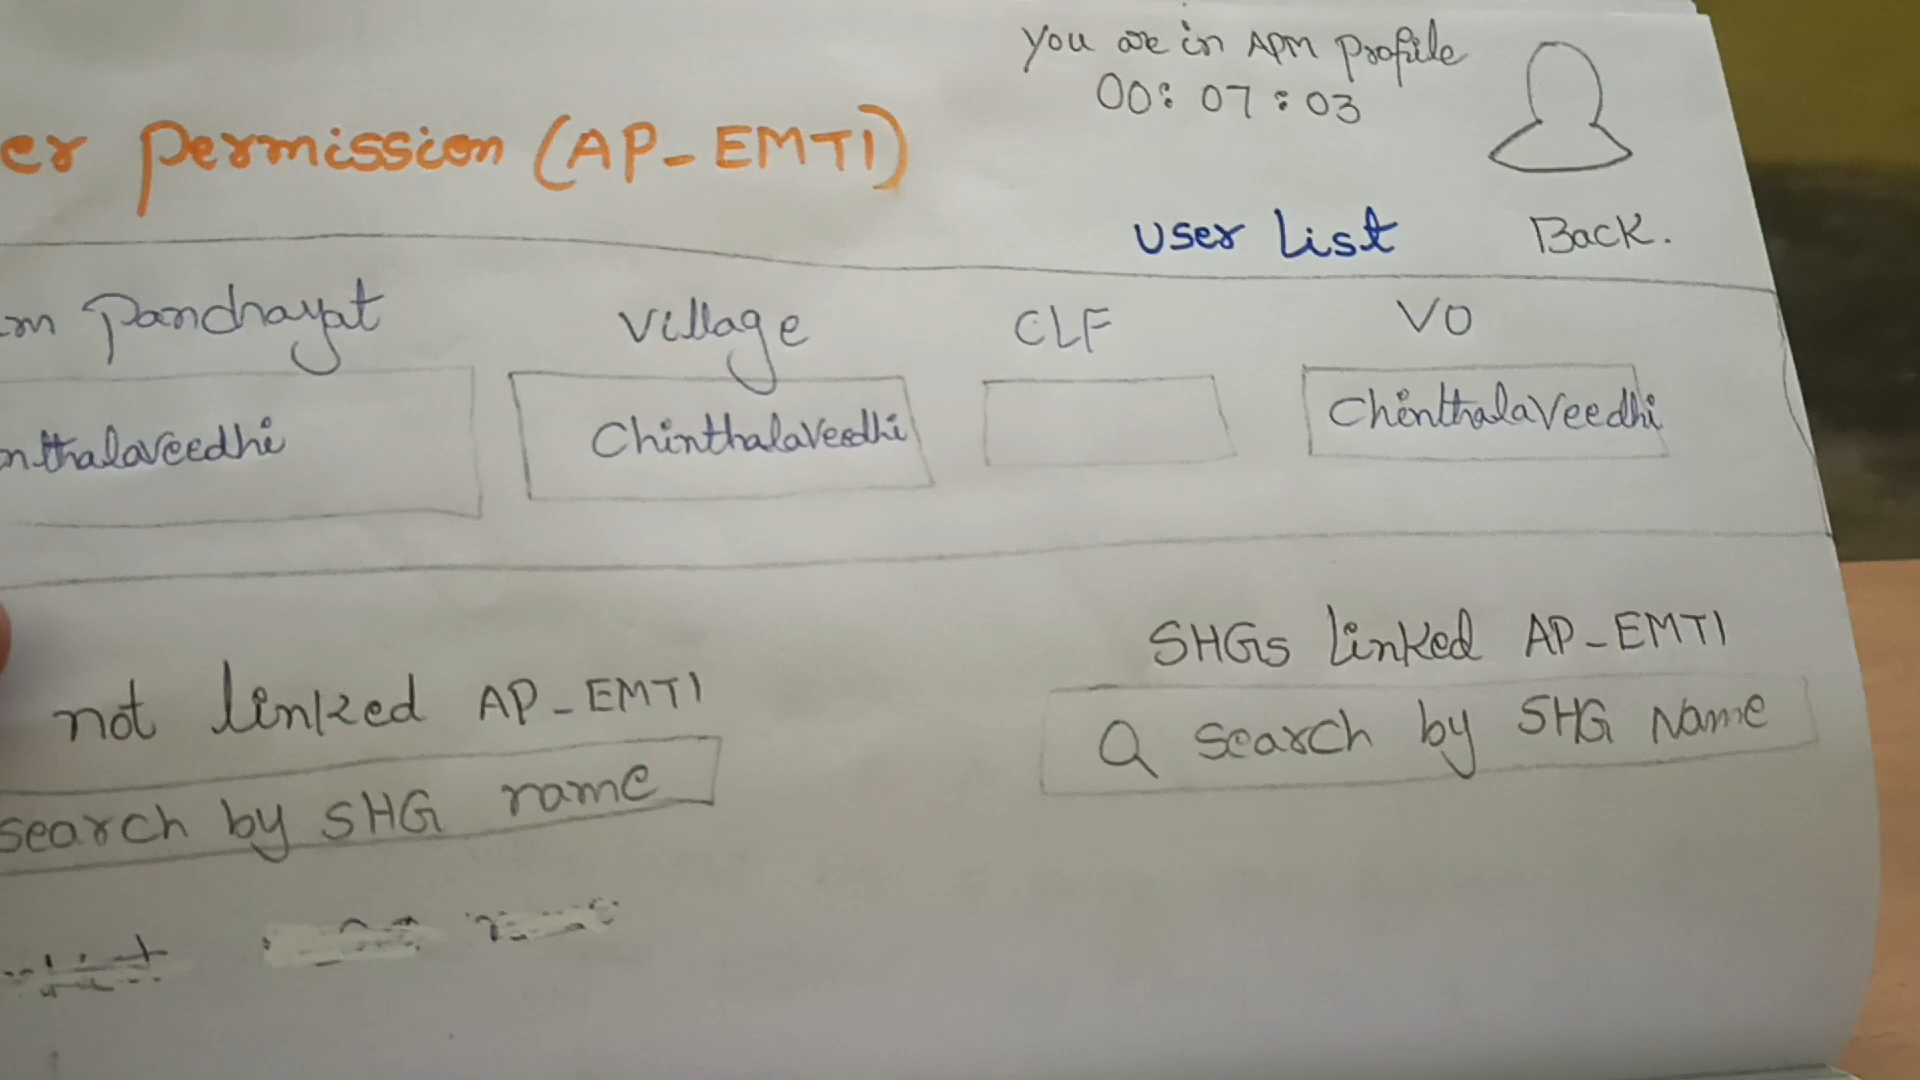 You are in APM profile
00: 07: 03
er permission (AP-EMTI)
User List Back.
m panchayat Village CLF VO
nthalaveedhi Chinthalaveedhi Chinthalaveedhi
not linked AP-EMTI SHGs linked AP-EMTI
search by SHG name Q search by SHG Name